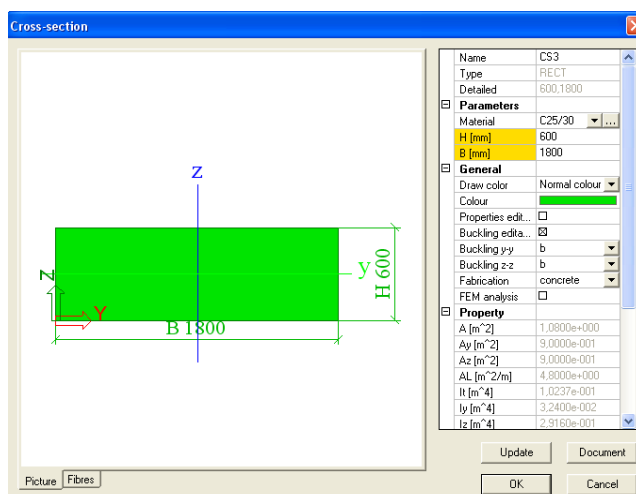 Cross-section
Name CS3
Type RECT
Detailed 600,1800
Parameters
Material C25/30 ...
H [mm] 600
B [mm] 1800
General
Draw color Normal colour
Colour
Properties edit...
Buckling edita...
Buckling y-y b
Buckling z-z b
Fabrication concrete
FEM analysis
Property
A [m^2] 1,0800e+000
Ay [m^2] 9,0000e-001
Az [m^2] 9,0000e-001
AL [m^2/m] 4,8000e+000
It [m^4] 1,0237e-001
Iy [m^4] 3,2400e-002
Iz [m^4] 2,9160e-001
z
y
Z
Y
H 600
B 1800
Picture Fibres
Update Document
OK Cancel